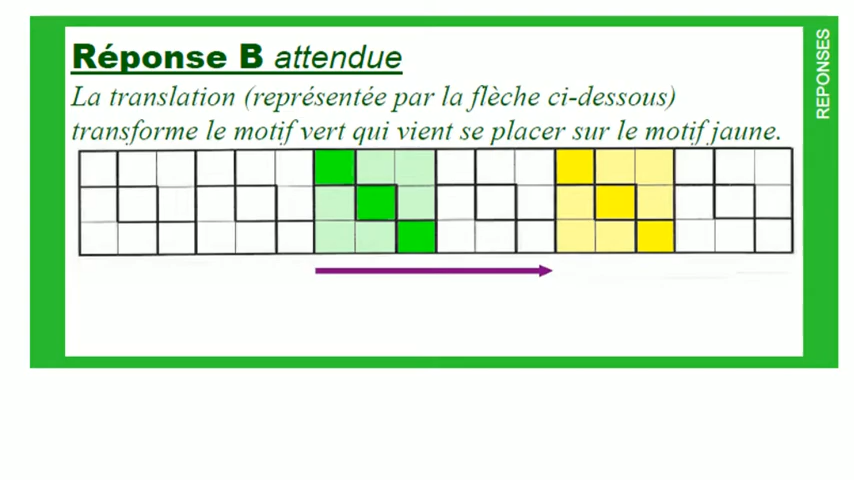 Réponse B attendue
La translation (représentée par la flèche ci-dessous)
transforme le motif vert qui vient se placer sur le motif jaune.
REPONSES